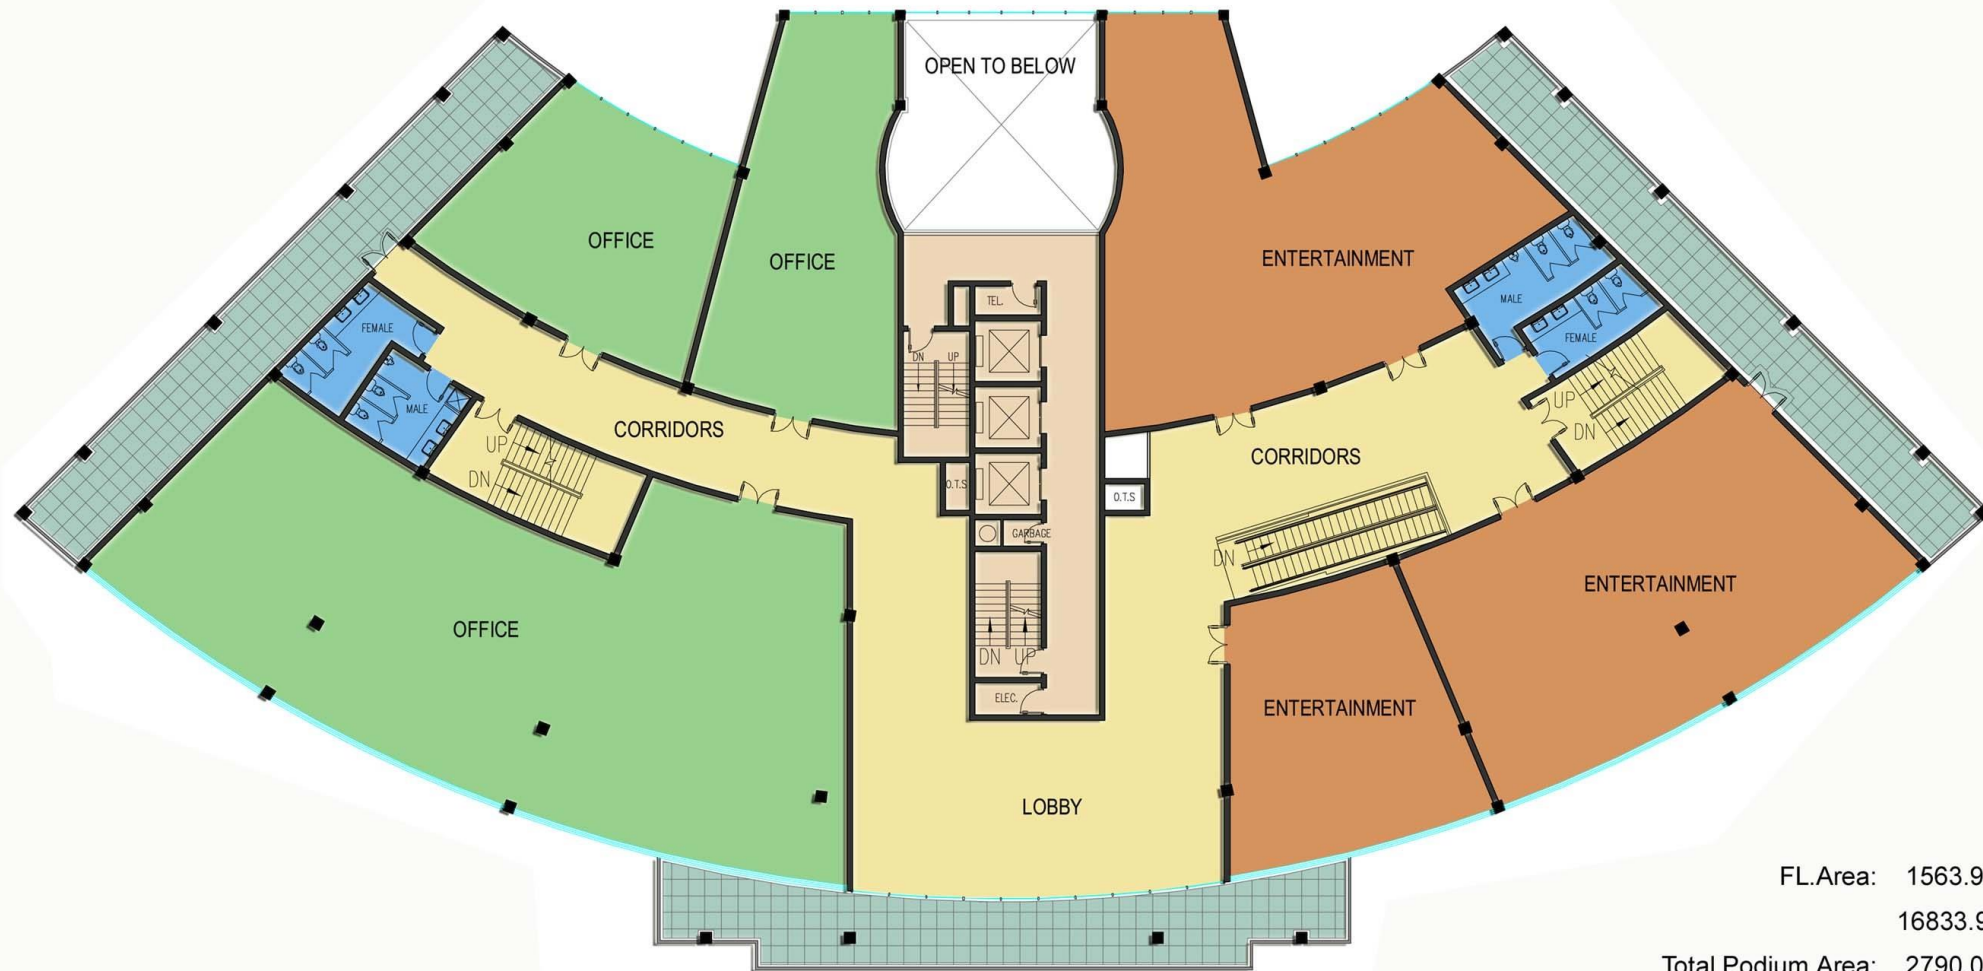 OPEN TO BELOW
OFFICE
OFFICE
ENTERTAINMENT
TEL.
MALE
FEMALE
FEMALE
DN UP
MALE
UP
CORRIDORS
UP
DN
CORRIDORS
DN
O.T.S
O.T.S
GARBAGE
DN
ENTERTAINMENT
OFFICE
DN UP
ELEC.
ENTERTAINMENT
LOBBY
FL.Area: 1563.9
16833.9
Total Podium Area: 2790.0